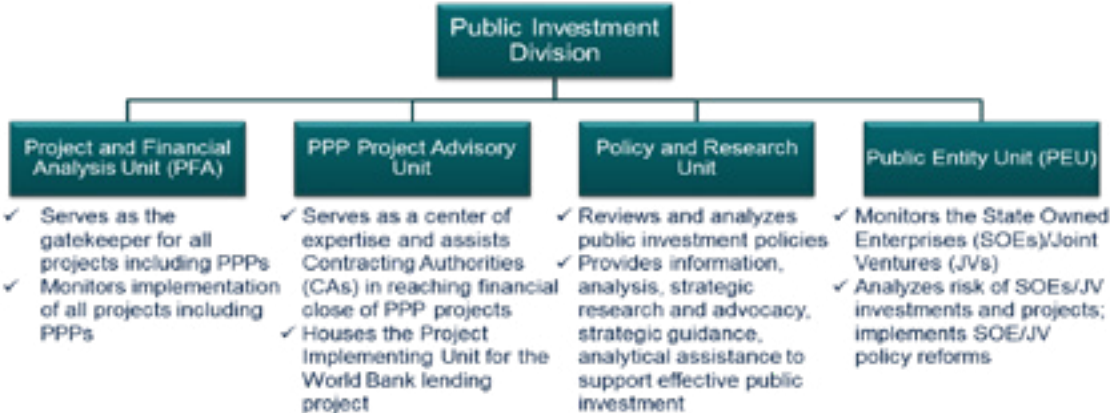 Public Investment
Division
Project and Financial
Analysis Unit (PFA)
✓ Serves as the
gatekeeper for all
projects including PPPs
✓ Monitors implementation
of all projects including
PPPs
PPP Project Advisory
Unit
✓ Serves as a center of
expertise and assists
Contracting Authorities
(CAs) in reaching financial
close of PPP projects
✓ Houses the Project
Implementing Unit for the
World Bank lending
project
Policy and Research
Unit
✓ Reviews and analyzes
public investment policies
✓ Provides information,
analysis, strategic
research and advocacy,
strategic guidance,
analytical assistance to
support effective public
investment
Public Entity Unit (PEU)
✓ Monitors the State Owned
Enterprises (SOEs)/Joint
Ventures (JVs)
✓ Analyzes risk of SOEs/JV
investments and projects;
implements SOE/JV
policy reforms